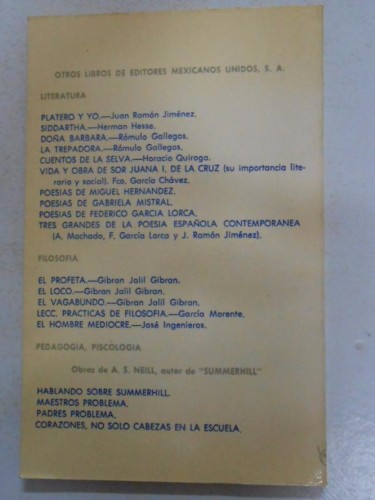 OTROS LIBROS DE EDITORES MEXICANOS UNIDOS, S. A.
LITERATURA
PLATERO Y YO.—Juan Ramón Jiménez.
SIDDARTHA.—Herman Hesse.
DOÑA BARBARA.—Rómulo Gallegos.
LA TREPADORA.—Rómulo Gallegos.
CUENTOS DE LA SELVA.—Horacio Quiroga.
VIDA Y OBRA DE SOR JUANA I. DE LA CRUZ (su importancia lite-
raria y social). Fco. García Chávez.
POESIAS DE MIGUEL HERNANDEZ.
POESIAS DE GABRIELA MISTRAL.
POESIAS DE FEDERICO GARCIA LORCA.
TRES GRANDES DE LA POESIA ESPAÑOLA CONTEMPORANEA
(A. Machado, F. García Lorca y J. Ramón Jiménez).
FILOSOFIA
EL PROFETA.—Gibran Jalil Gibran.
EL LOCO.—Gibran Jalil Gibran.
EL VAGABUNDO.—Gibran Jalil Gibran.
LECC. PRACTICAS DE FILOSOFIA.—García Morente.
EL HOMBRE MEDIOCRE.—José Ingenieros.
PEDAGOGIA, PISCOLOGIA
Obras de A. S. NEILL, autor de "SUMMERHILL"
HABLANDO SOBRE SUMMERHILL.
MAESTROS PROBLEMA.
PADRES PROBLEMA.
CORAZONES, NO SOLO CABEZAS EN LA ESCUELA.